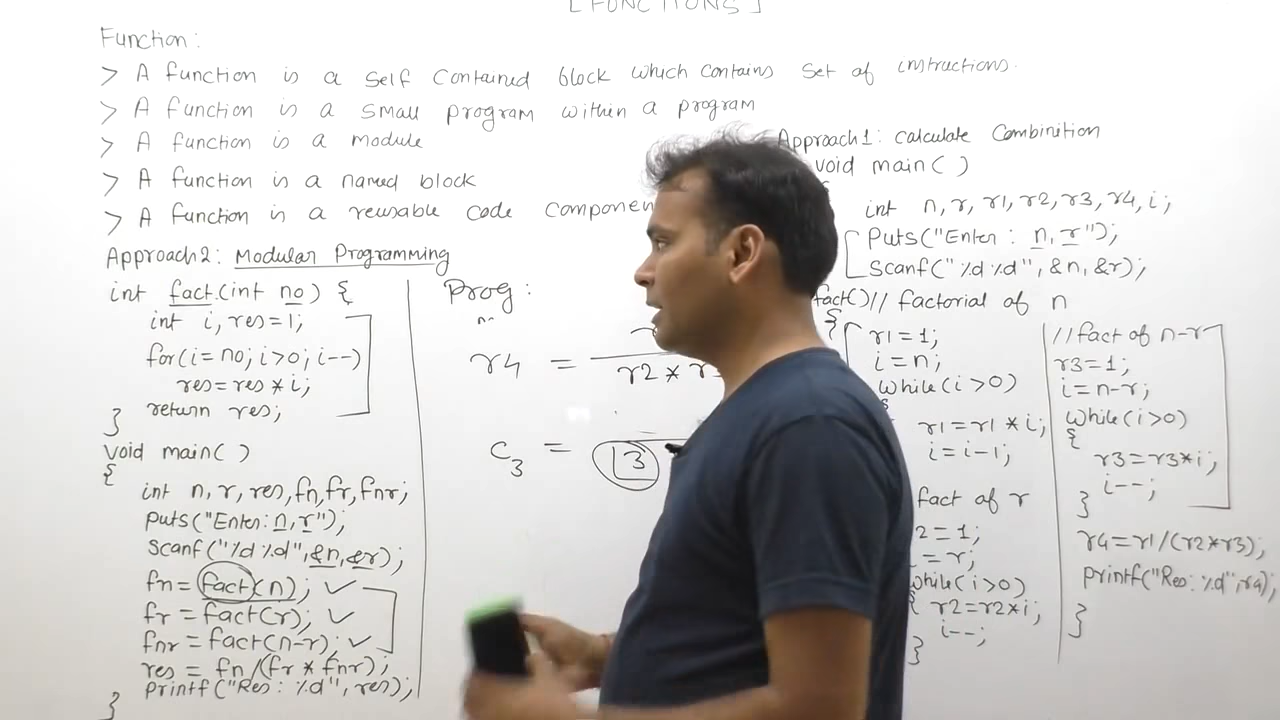 [FUNCTIONS]
Function:
> A function is a self contained block which contains set of instructions.
> A function is a small program within a program
> A function is a module
> A function is a named block
> A function is a reusable code
Approach2: Modular Programming
int fact(int no) {
int i, res=1;
for(i=no; i>0; i--)
res=res*i;
return res;
}
void main( )
{
int n, r, res, fn, fr, fnr;
puts("Enter: n, r");
scanf("%d %d", &n, &r);
fn = fact(n); ✓
fr = fact(r); ✓
fnr = fact(n-r); ✓
res = fn/(fr * fnr);
printf("Res: %d", res);
}
Prog:
r4 =
r2 *
C3 =
3
Approach1: calculate Combinition
void main( )
{
int n, r, r1, r2, r3, r4, i;
Puts("Enter: n, r");
Scanf("%d %d", &n, &r);
fact()// factorial of n
{
r1=1;
i=n;
while(i>0)
{
r1=r1*i;
i=i-1;
fact of r
2=1;
=r;
while(i>0)
{ r2=r2*i;
i--;
}
//fact of n-r
r3=1;
i=n-r;
while(i>0)
{
r3=r3*i;
i--;
}
r4=r1/(r2*r3);
printf("Res: %d", r4);
}